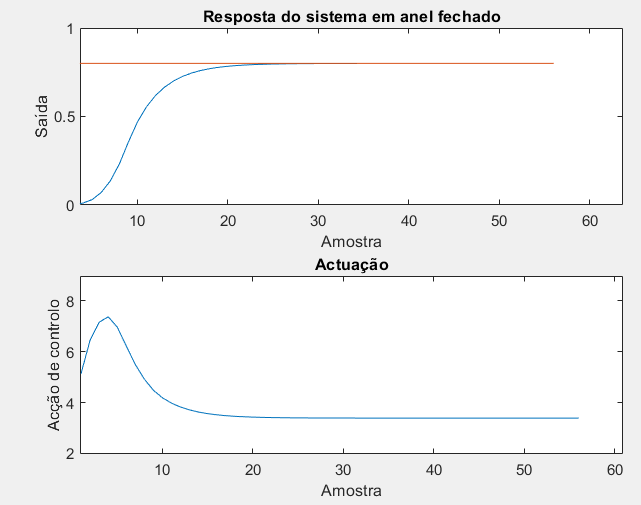 Resposta do sistema em anel fechado
1
0.5
0
Saída
10 20 30 40 50 60
Amostra
Actuação
8
6
4
2
Acção de controlo
10 20 30 40 50 60
Amostra